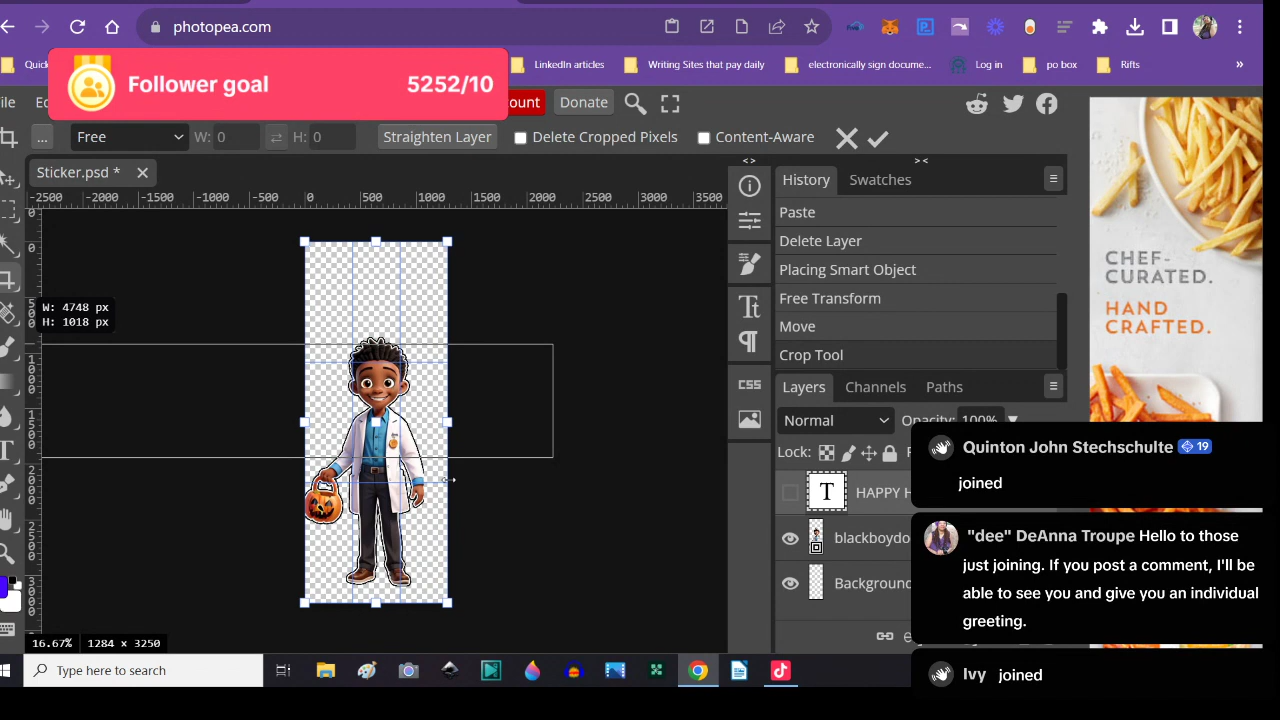 photopea.com
Quick
LinkedIn articles
Writing Sites that pay daily
electronically sign docume...
Log in
po box
Rifts
»
Follower goal 5252/10
ount
Donate
...
Free
W: 0
H: 0
Straighten Layer
Delete Cropped Pixels
Content-Aware
Sticker.psd *
< >
> <
-2500 -2000 -1500 -1000 -500 0 500 1000 1500 2000 2500 3000 3500
History
Swatches
Paste
Delete Layer
Placing Smart Object
Free Transform
Move
Crop Tool
W: 4748 px
H: 1018 px
CSS
Layers
Channels
Paths
Normal
Opacity: 100%
Lock:
T HAPPY H
blackboydo
Background
16.67%
1284 x 3250
CHEF-
CURATED.
HAND
CRAFTED.
Quinton John Stechschulte 19
joined
"dee" DeAnna Troupe Hello to those
just joining. If you post a comment, I'll be
able to see you and give you an individual
greeting.
Ivy joined
Type here to search